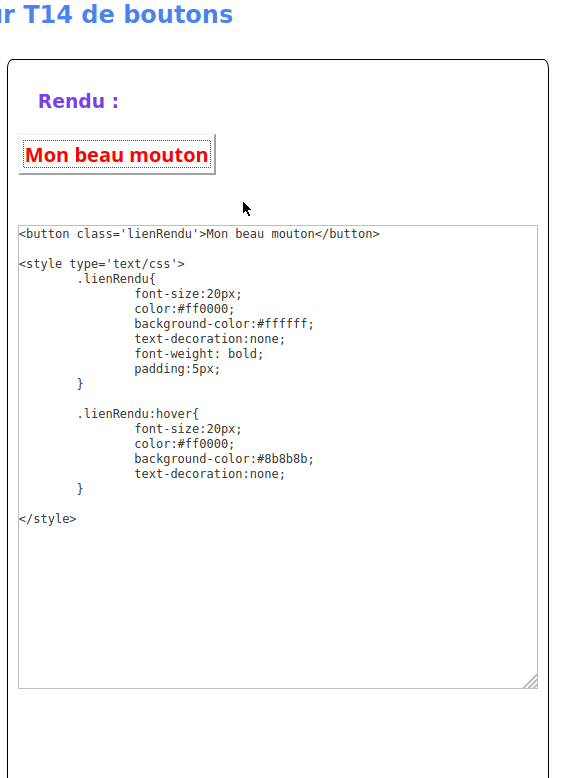 r T14 de boutons
Rendu :
Mon beau mouton
<button class='lienRendu'>Mon beau mouton</button>
<style type='text/css'>
.lienRendu{
font-size:20px;
color:#ff0000;
background-color:#ffffff;
text-decoration:none;
font-weight: bold;
padding:5px;
}
.lienRendu:hover{
font-size:20px;
color:#ff0000;
background-color:#8b8b8b;
text-decoration:none;
}
</style>